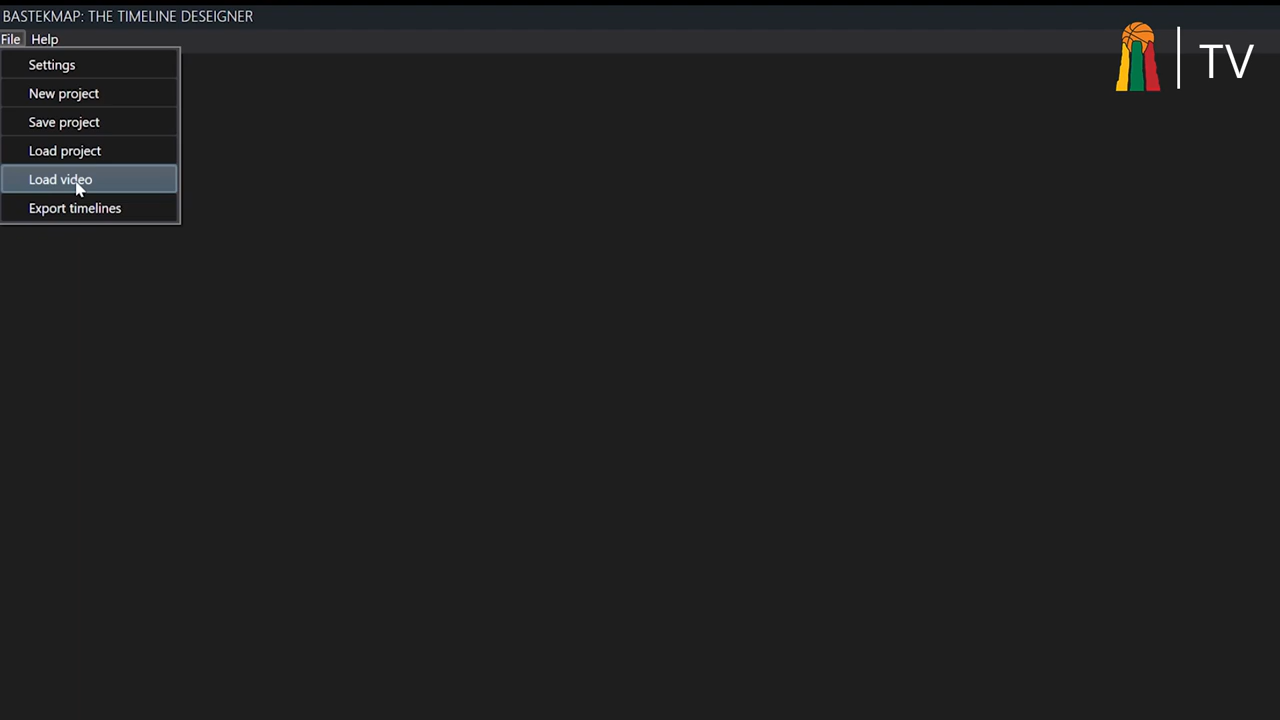 BASTEKMAP: THE TIMELINE DESEIGNER
File Help
Settings
New project
Save project
Load project
Load video
Export timelines
TV